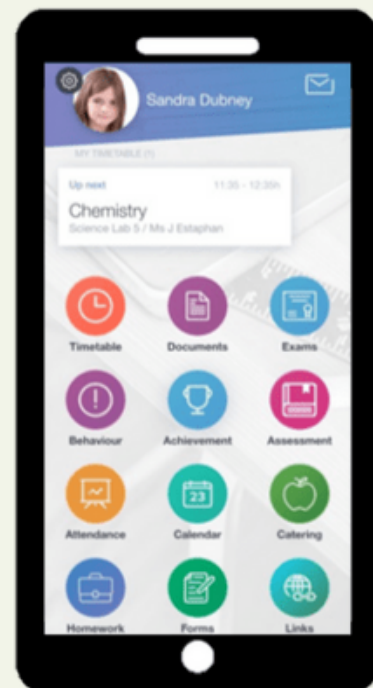 Sandra Dubney
MY TIMETABLE (1)
Up next 11:35 - 12:35h
Chemistry
Science Lab 5 / Ms J Estaphan
Timetable Documents Exams
Behaviour Achievement Assessment
23
Attendance Calendar Catering
Homework Forms Links